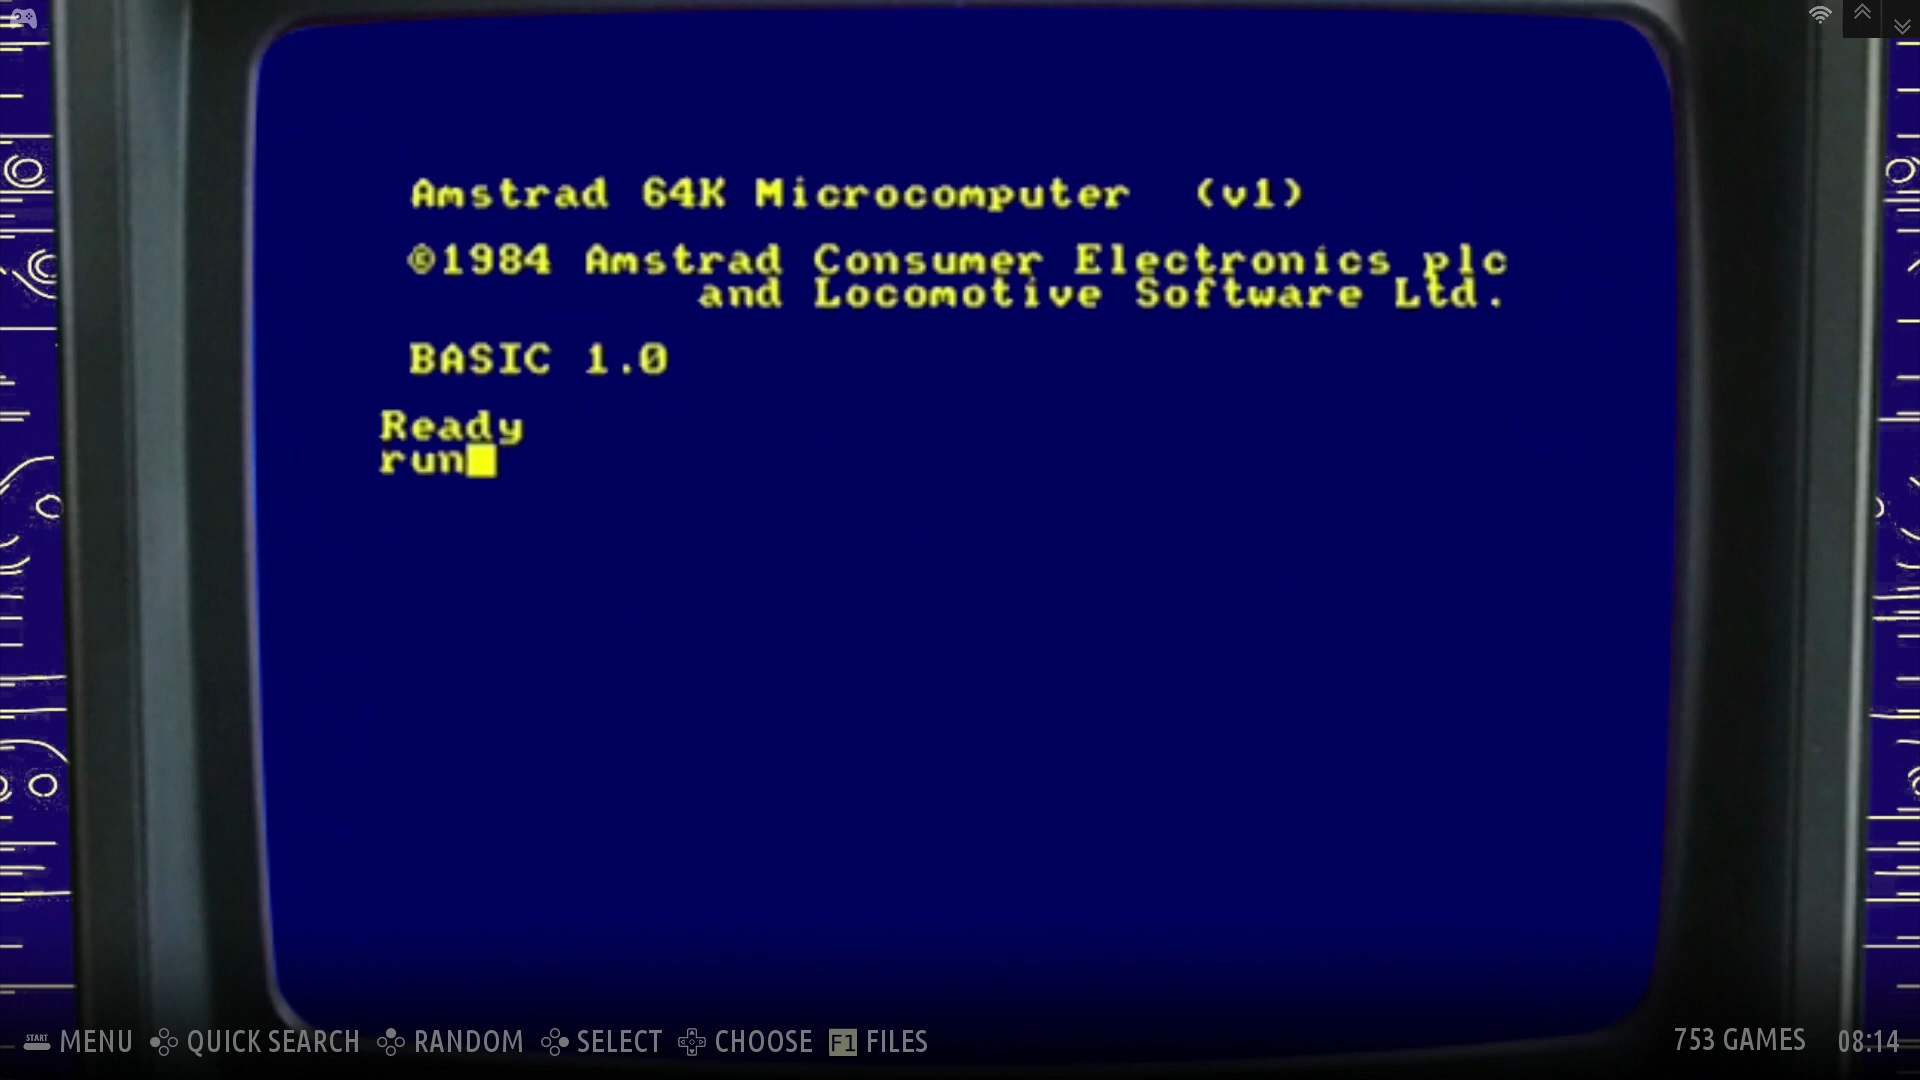 Amstrad 64K Microcomputer (v1)
©1984 Amstrad Consumer Electronics plc
and Locomotive Software Ltd.
BASIC 1.0
Ready
run
START MENU QUICK SEARCH RANDOM SELECT CHOOSE F1 FILES 753 GAMES 08:14